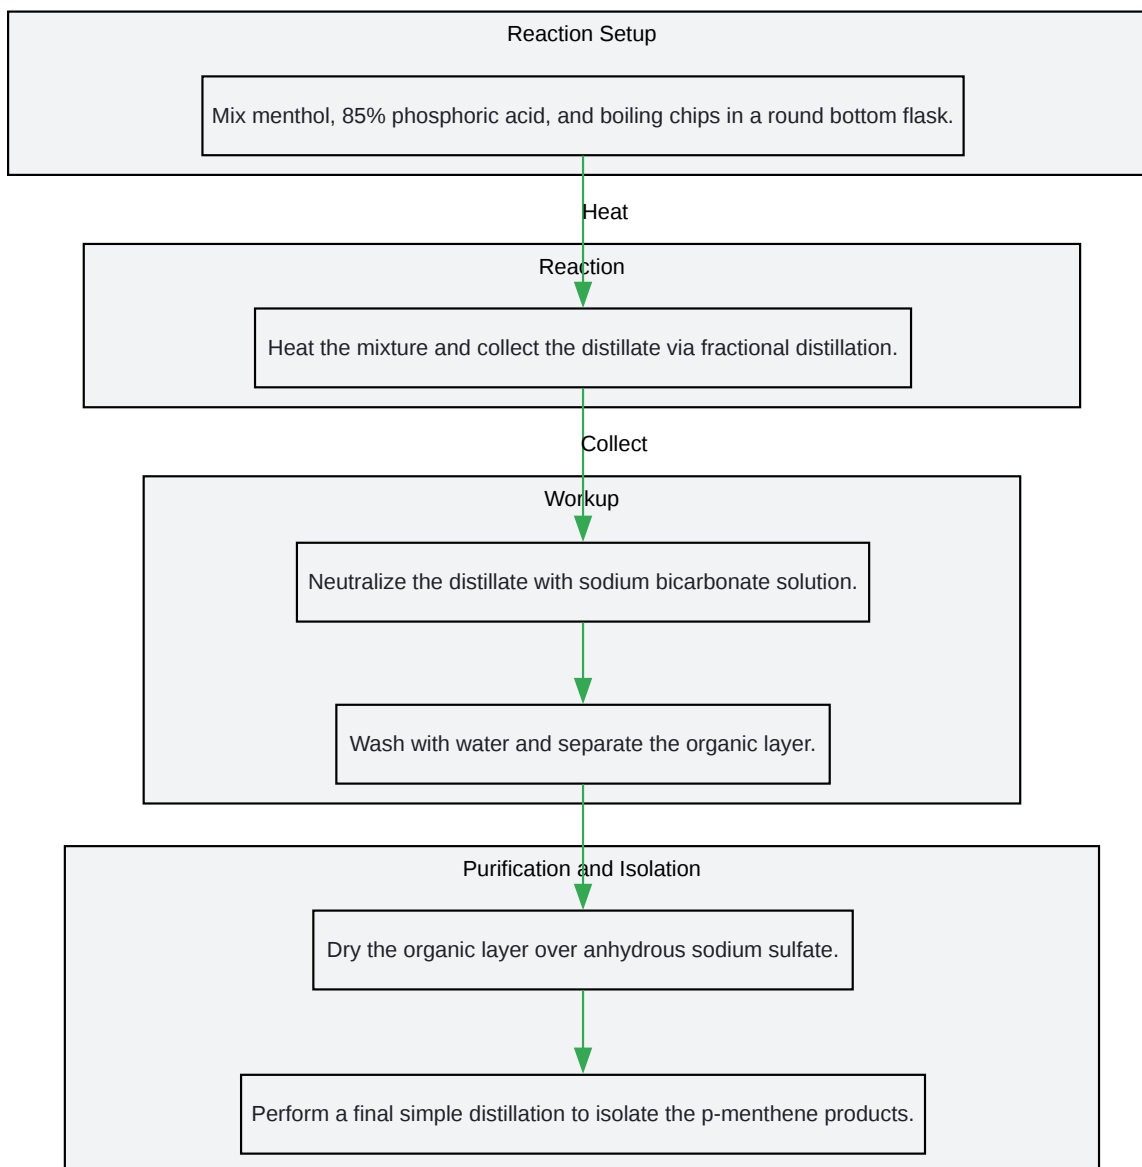 Reaction Setup
Mix menthol, 85% phosphoric acid, and boiling chips in a round bottom flask.
Heat
Reaction
Heat the mixture and collect the distillate via fractional distillation.
Collect
Workup
Neutralize the distillate with sodium bicarbonate solution.
Wash with water and separate the organic layer.
Purification and Isolation
Dry the organic layer over anhydrous sodium sulfate.
Perform a final simple distillation to isolate the p-menthene products.